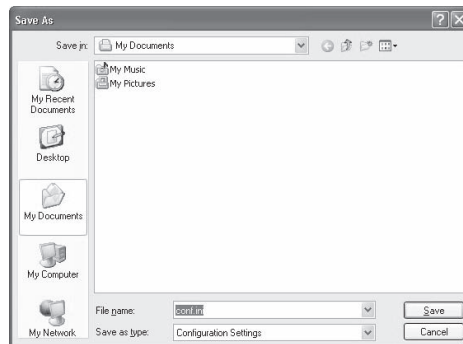 Save As
Save in: My Documents
My Music
My Pictures
My Recent
Documents
Desktop
My Documents
My Computer
My Network
File name: conf.ini Save
Save as type: Configuration Settings Cancel